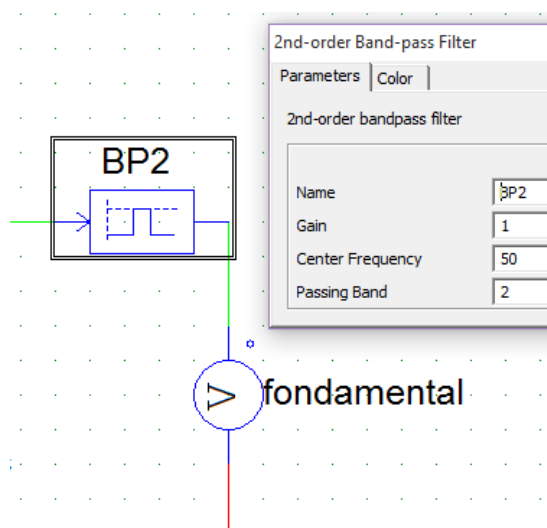 2nd-order Band-pass Filter
Parameters Color
2nd-order bandpass filter
BP2
Name BP2
Gain 1
Center Frequency 50
Passing Band 2
V
fondamental